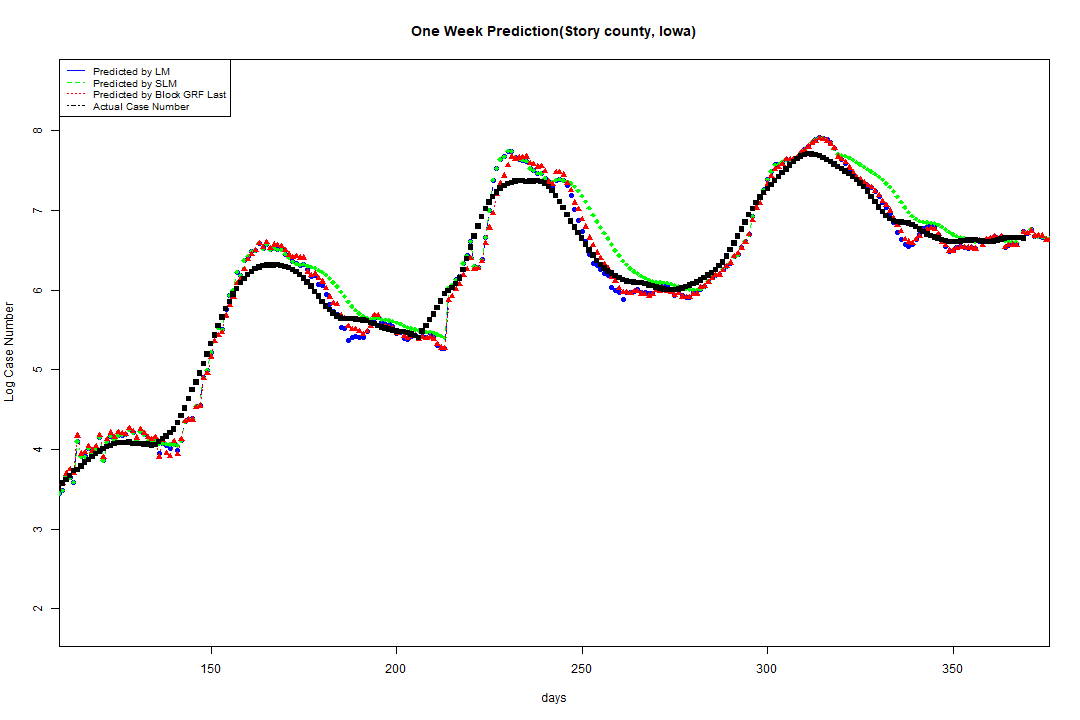 One Week Prediction(Story county, Iowa)
Predicted by LM
Predicted by SLM
Predicted by Block GRF Last
Actual Case Number
8
7
6
5
4
3
2
Log Case Number
150 200 250 300 350
days